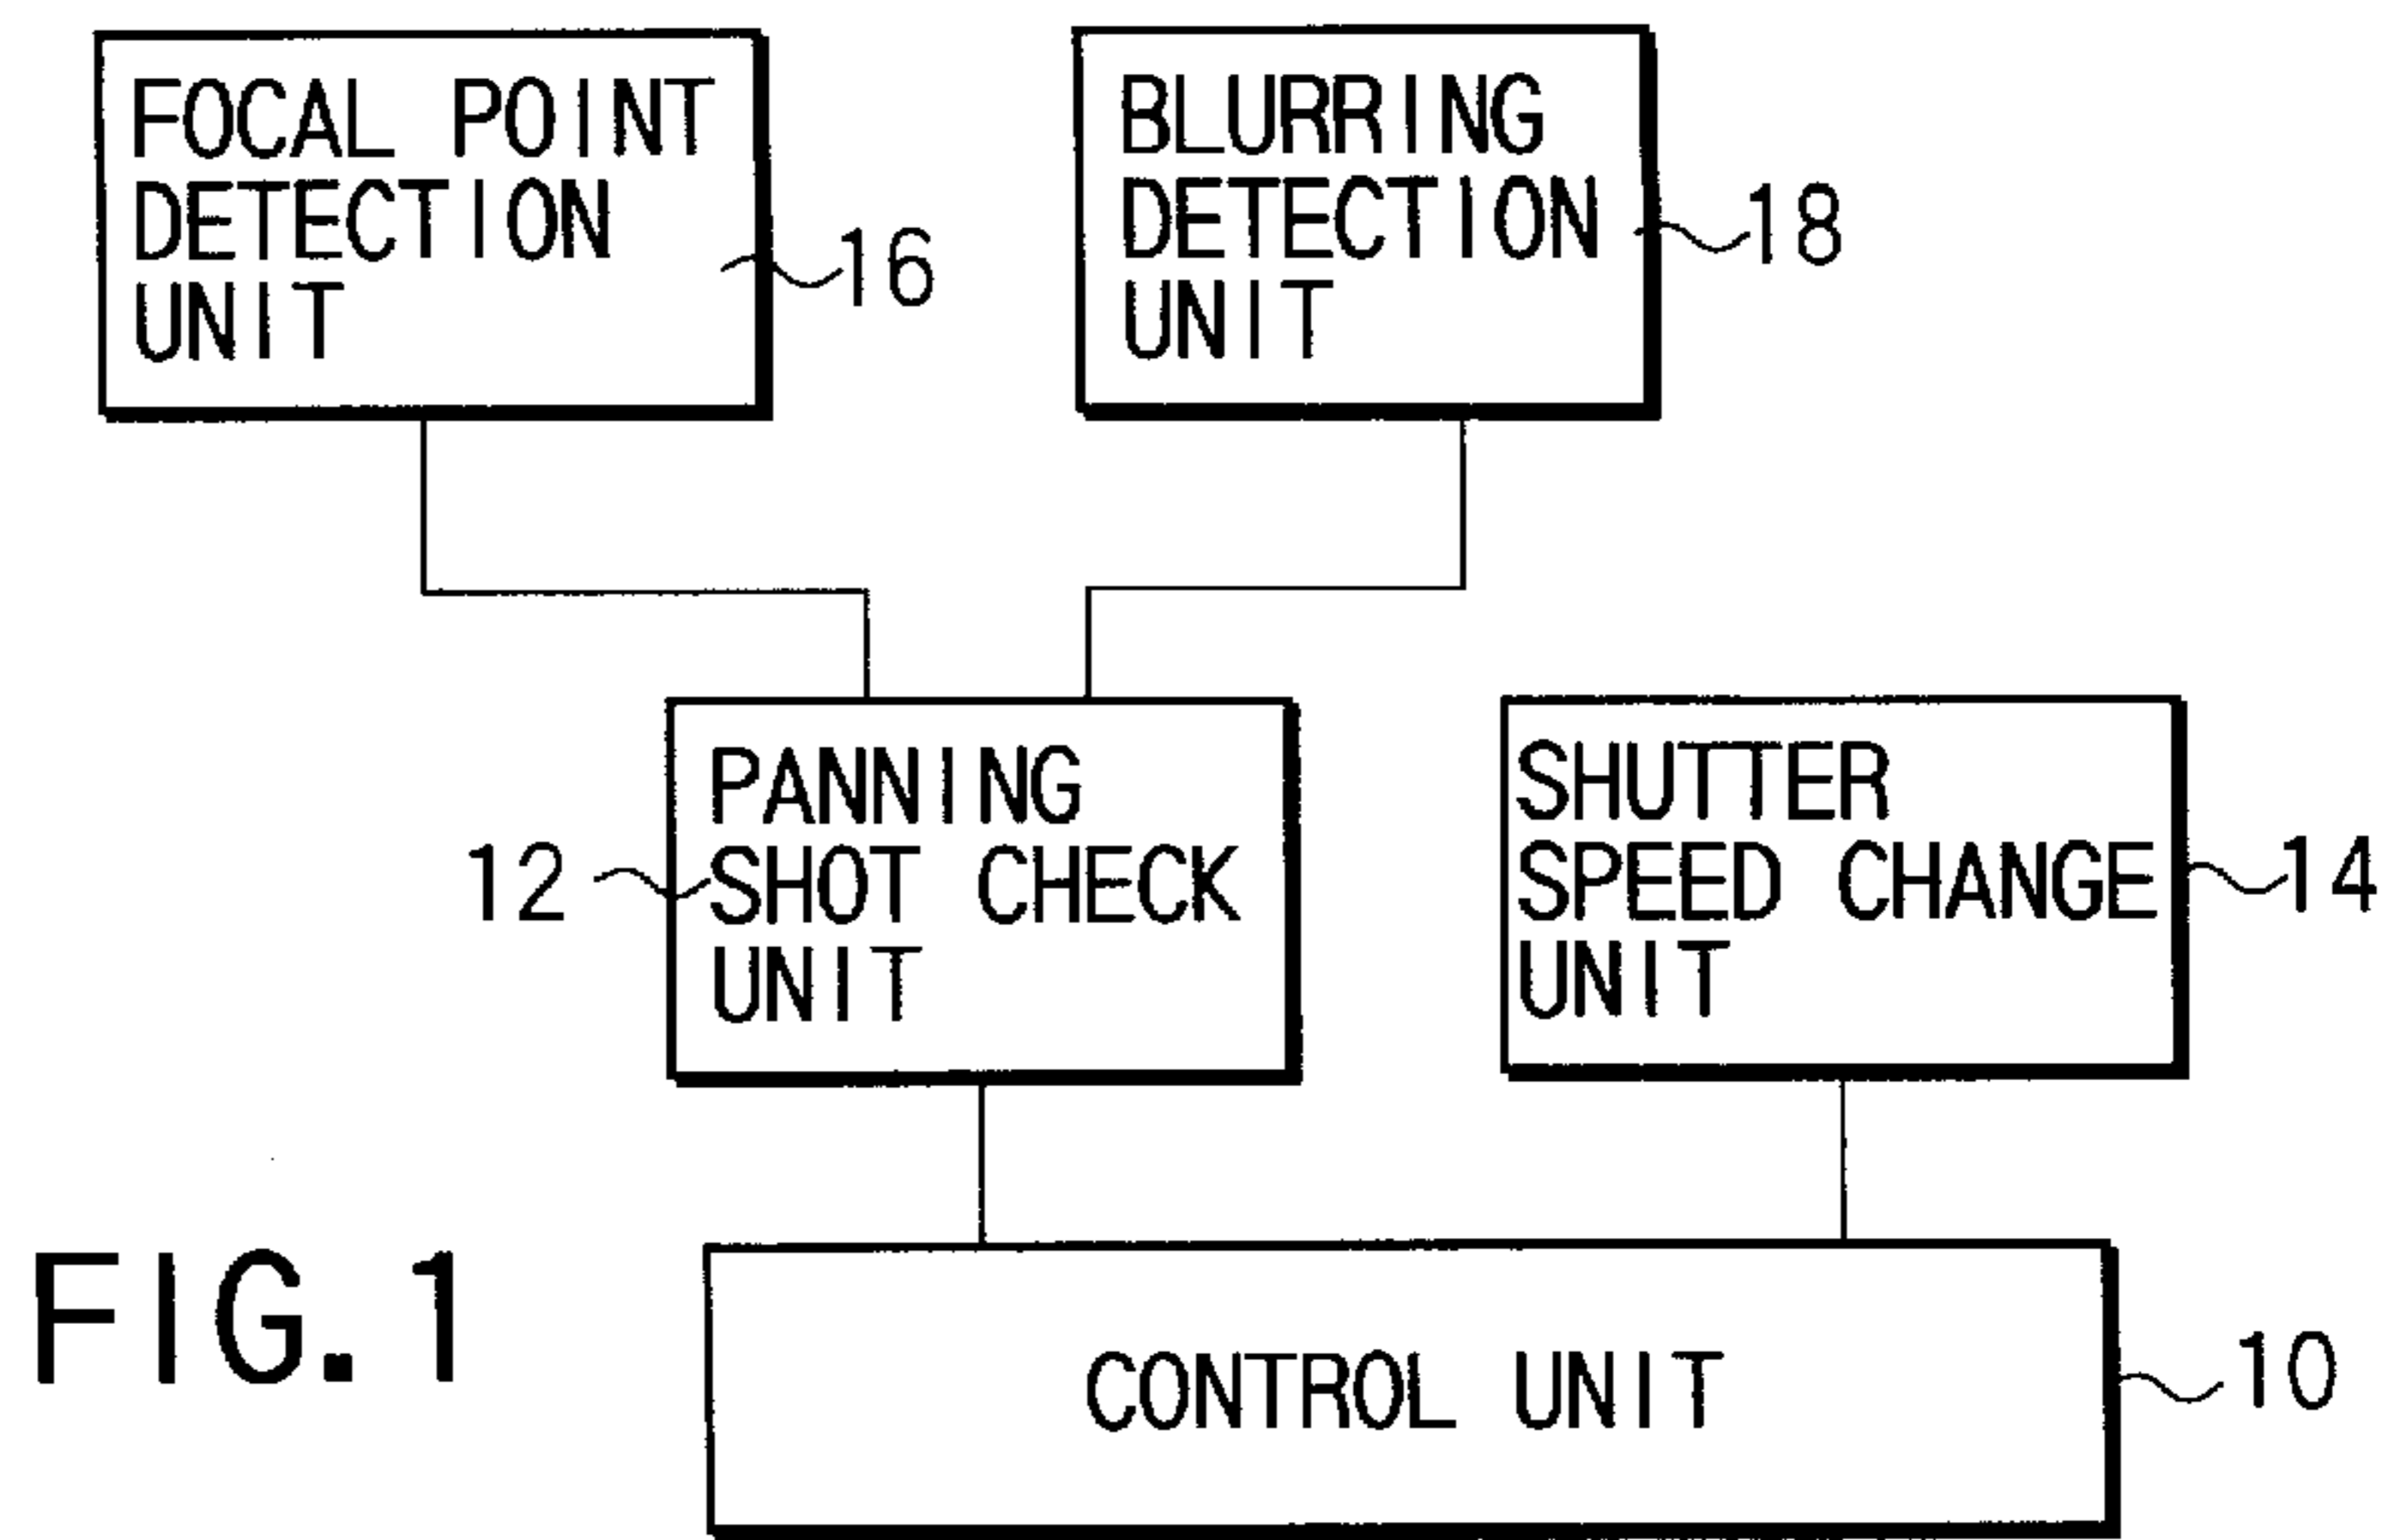 FOCAL POINT
DETECTION
UNIT
16
BLURRING
DETECTION
UNIT
18
12
PANNING
SHOT CHECK
UNIT
SHUTTER
SPEED CHANGE
UNIT
14
FIG.1
CONTROL UNIT
10